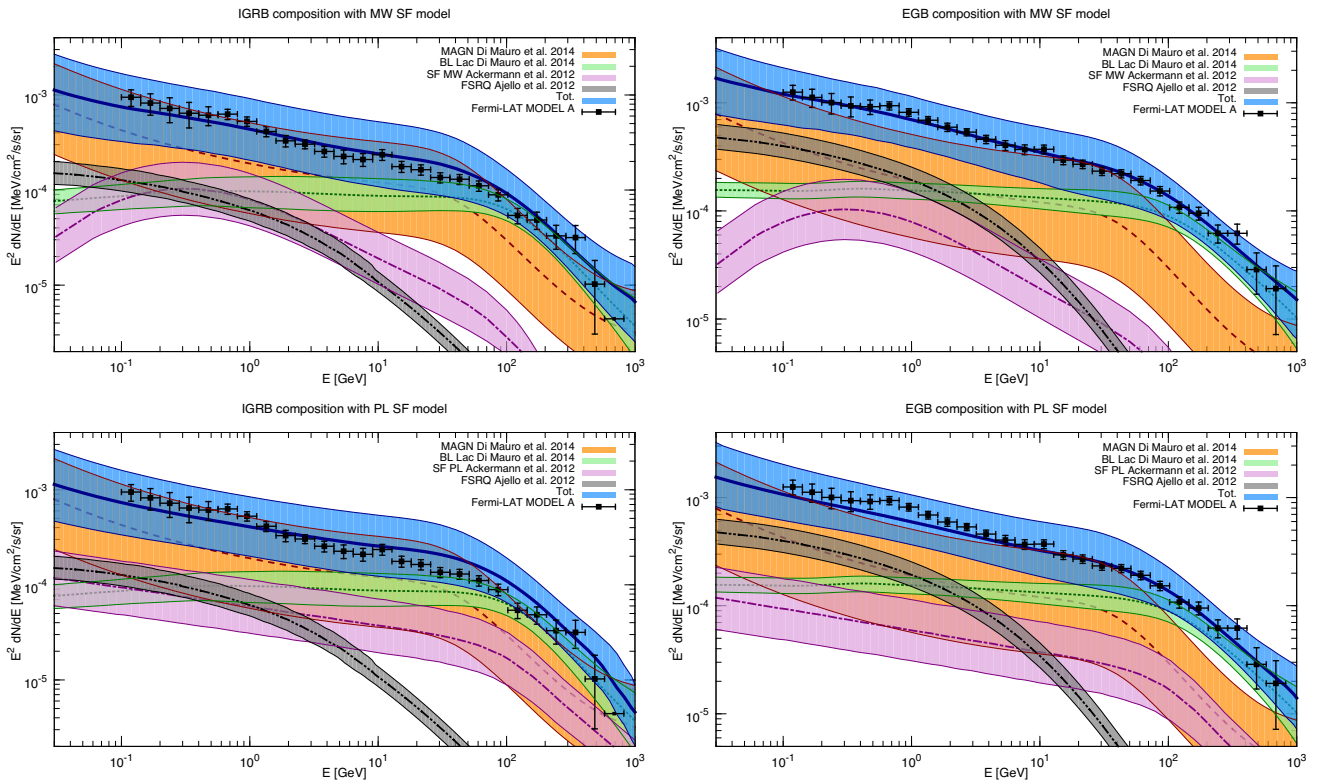 IGRB composition with MW SF model
MAGN Di Mauro et al. 2014
BL Lac Di Mauro et al. 2014
SF MW Ackermann et al. 2012
FSRQ Ajello et al. 2012
Tot.
Fermi-LAT MODEL A
E² dN/dE [MeV/cm²/s/sr]
10⁻³
10⁻⁴
10⁻⁵
10⁻¹ 10⁰ 10¹ 10² 10³
E [GeV]
EGB composition with MW SF model
MAGN Di Mauro et al. 2014
BL Lac Di Mauro et al. 2014
SF MW Ackermann et al. 2012
FSRQ Ajello et al. 2012
Tot.
Fermi-LAT MODEL A
E² dN/dE [MeV/cm²/s/sr]
10⁻³
10⁻⁴
10⁻⁵
10⁻¹ 10⁰ 10¹ 10² 10³
E [GeV]
IGRB composition with PL SF model
MAGN Di Mauro et al. 2014
BL Lac Di Mauro et al. 2014
SF PL Ackermann et al. 2012
FSRQ Ajello et al. 2012
Tot.
Fermi-LAT MODEL A
E² dN/dE [MeV/cm²/s/sr]
10⁻³
10⁻⁴
10⁻⁵
10⁻¹ 10⁰ 10¹ 10² 10³
E [GeV]
EGB composition with PL SF model
MAGN Di Mauro et al. 2014
BL Lac Di Mauro et al. 2014
SF PL Ackermann et al. 2012
FSRQ Ajello et al. 2012
Tot.
Fermi-LAT MODEL A
E² dN/dE [MeV/cm²/s/sr]
10⁻³
10⁻⁴
10⁻⁵
10⁻¹ 10⁰ 10¹ 10² 10³
E [GeV]